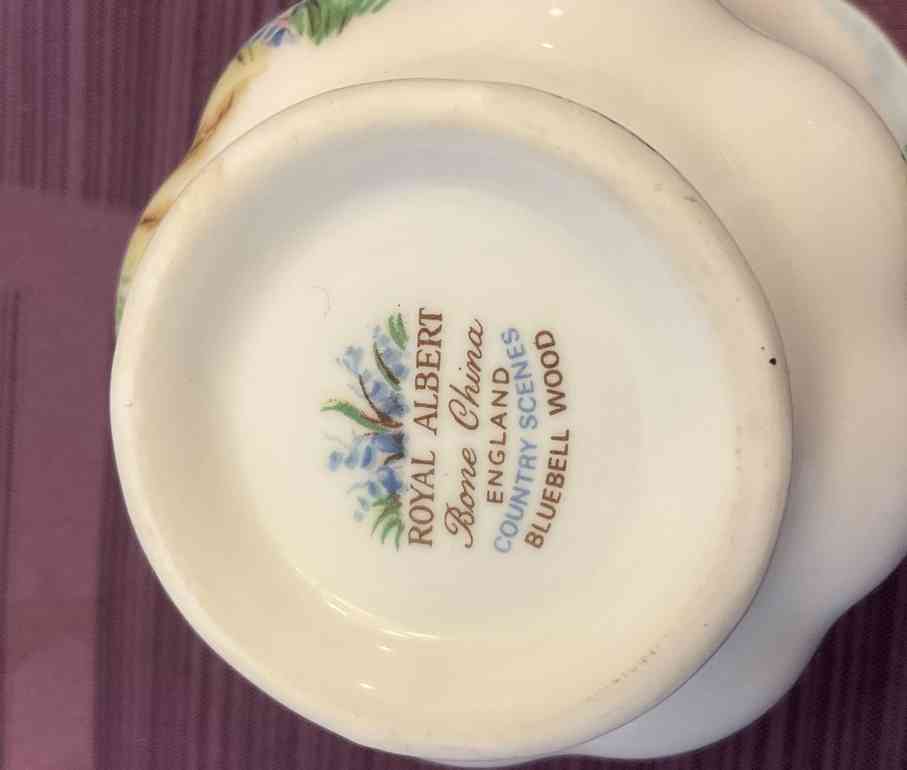 ROYAL ALBERT
Bone China
ENGLAND
COUNTRY SCENES
BLUEBELL WOOD